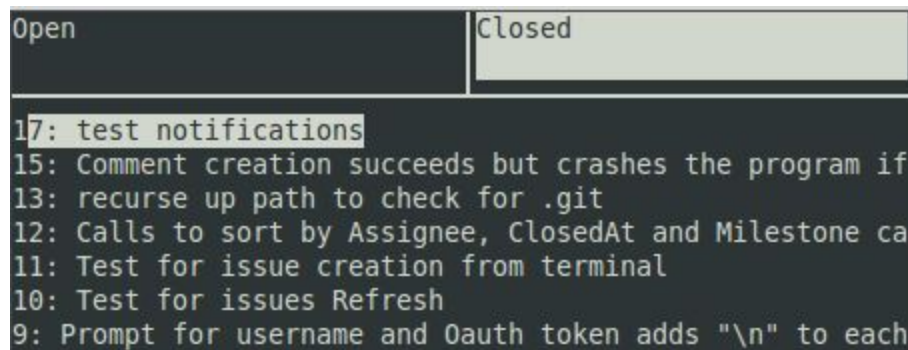 Open
Closed
17: test notifications
15: Comment creation succeeds but crashes the program if
13: recurse up path to check for .git
12: Calls to sort by Assignee, ClosedAt and Milestone ca
11: Test for issue creation from terminal
10: Test for issues Refresh
9: Prompt for username and Oauth token adds "\n" to each